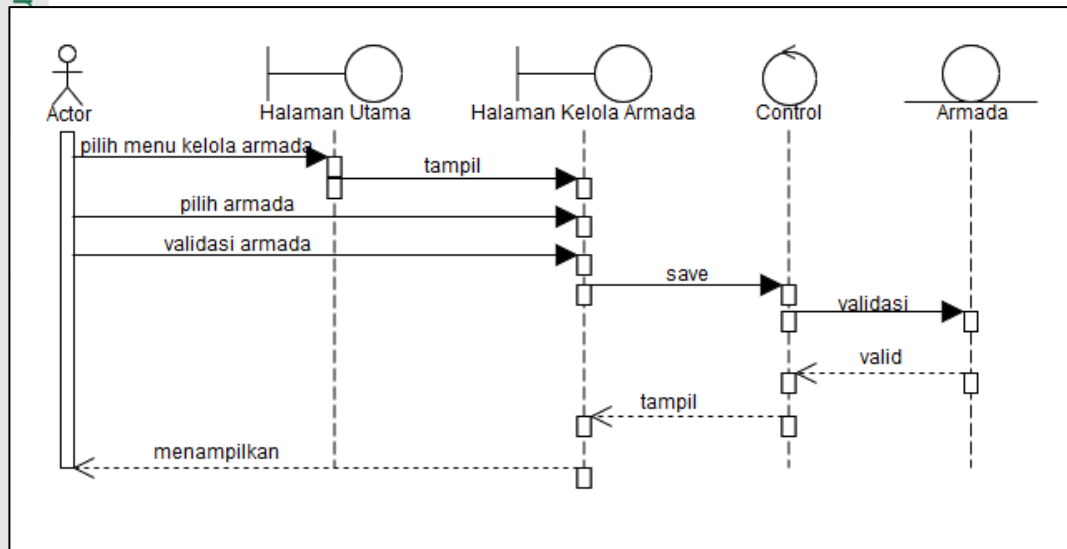 Actor
Halaman Utama
Halaman Kelola Armada
Control
Armada
pilih menu kelola armada
tampil
pilih armada
validasi armada
save
validasi
valid
tampil
menampilkan